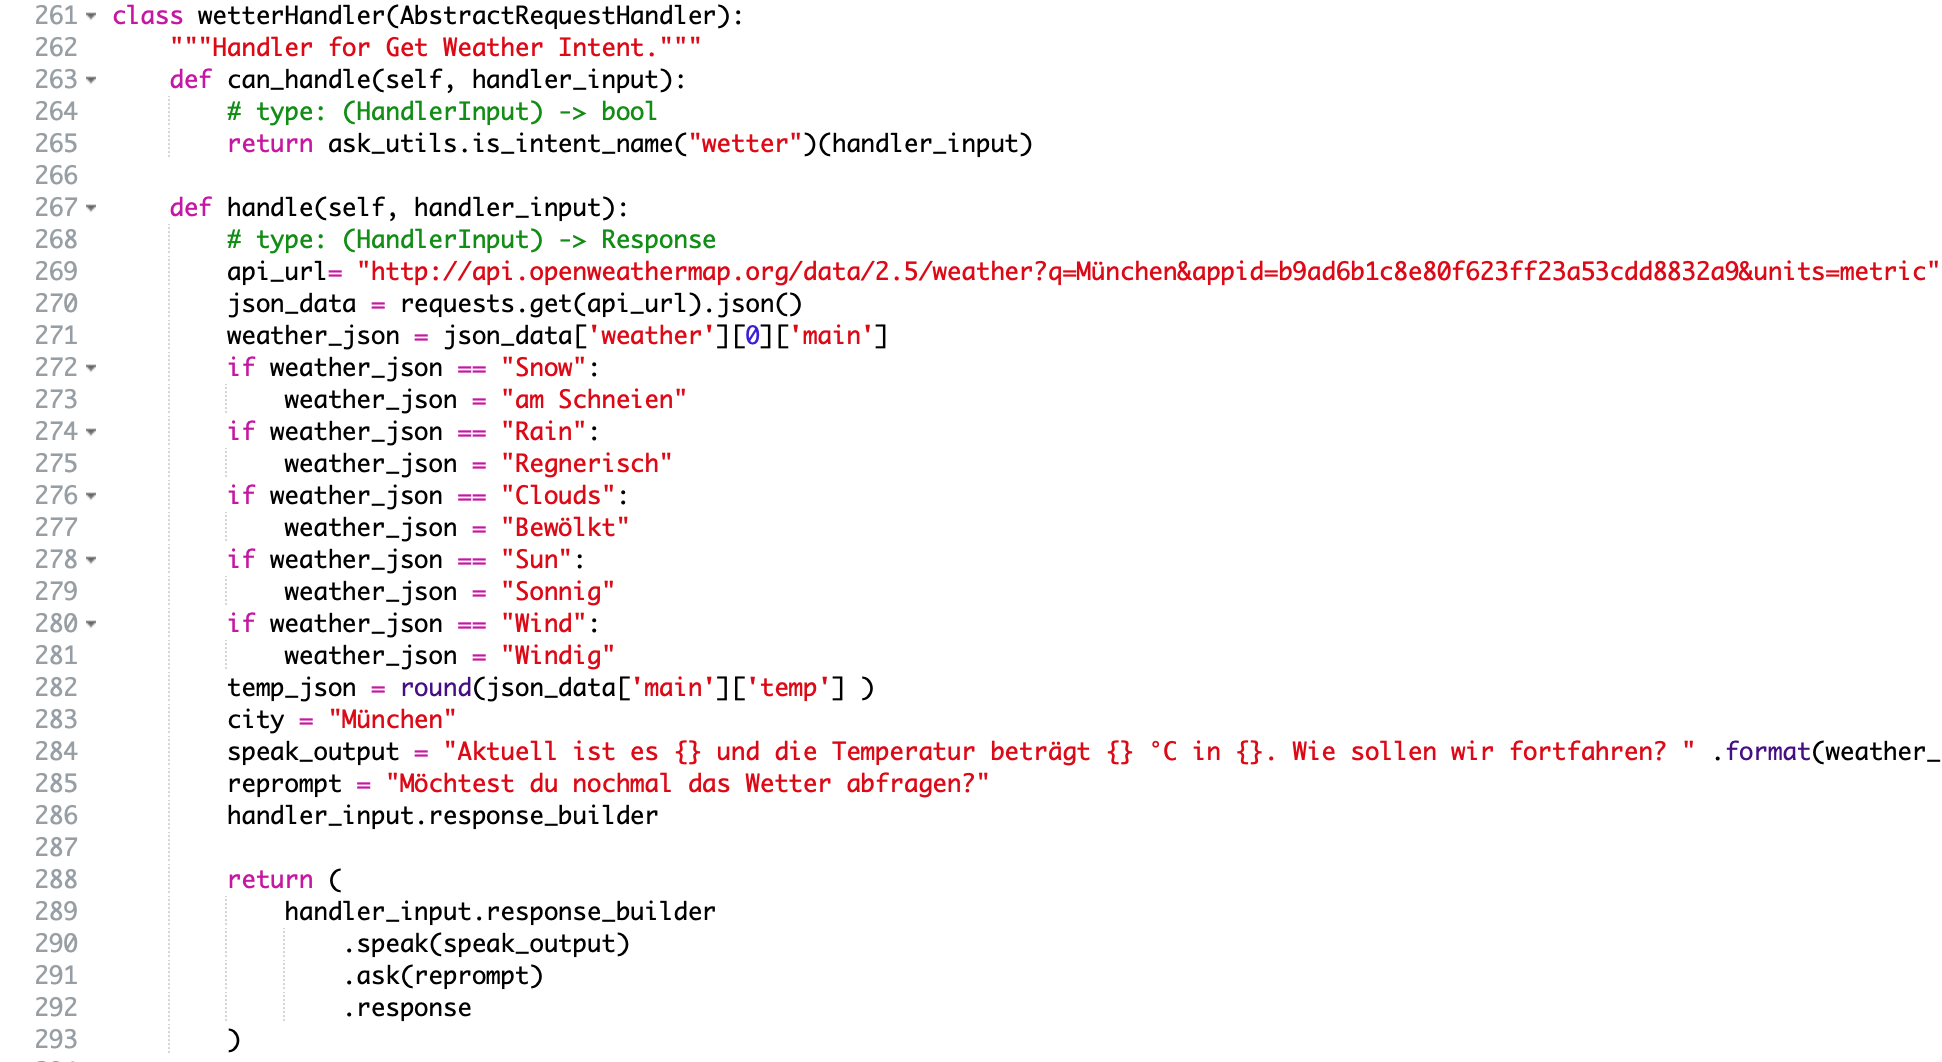 261 class wetterHandler(AbstractRequestHandler):
262 """Handler for Get Weather Intent."""
263 def can_handle(self, handler_input):
264 # type: (HandlerInput) -> bool
265 return ask_utils.is_intent_name("wetter")(handler_input)
266
267 def handle(self, handler_input):
268 # type: (HandlerInput) -> Response
269 api_url= "http://api.openweathermap.org/data/2.5/weather?q=München&appid=b9ad6b1c8e80f623ff23a53cdd8832a9&units=metric"
270 json_data = requests.get(api_url).json()
271 weather_json = json_data['weather'][0]['main']
272 if weather_json == "Snow":
273 weather_json = "am Schneien"
274 if weather_json == "Rain":
275 weather_json = "Regnerisch"
276 if weather_json == "Clouds":
277 weather_json = "Bewölkt"
278 if weather_json == "Sun":
279 weather_json = "Sonnig"
280 if weather_json == "Wind":
281 weather_json = "Windig"
282 temp_json = round(json_data['main']['temp'] )
283 city = "München"
284 speak_output = "Aktuell ist es {} und die Temperatur beträgt {} °C in {}. Wie sollen wir fortfahren? " .format(weather_
285 reprompt = "Möchtest du nochmal das Wetter abfragen?"
286 handler_input.response_builder
287
288 return (
289 handler_input.response_builder
290 .speak(speak_output)
291 .ask(reprompt)
292 .response
293 )